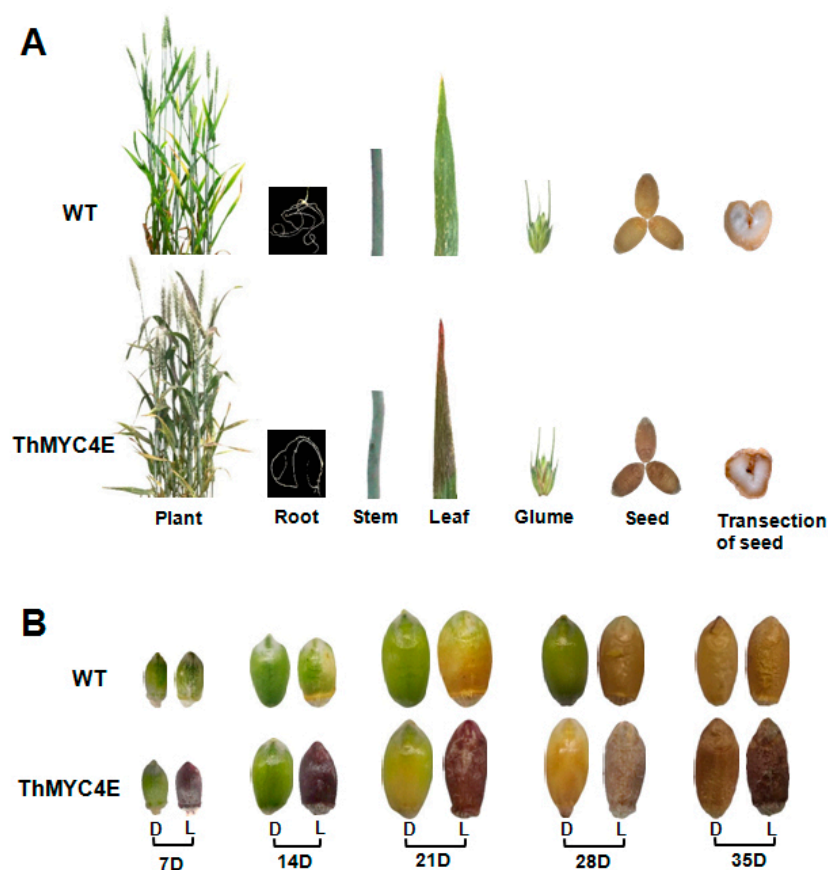 A
WT
ThMYC4E
Plant
Root
Stem
Leaf
Glume
Seed
Transection
of seed
B
WT
ThMYC4E
D L D L D L D L D L
7D 14D 21D 28D 35D